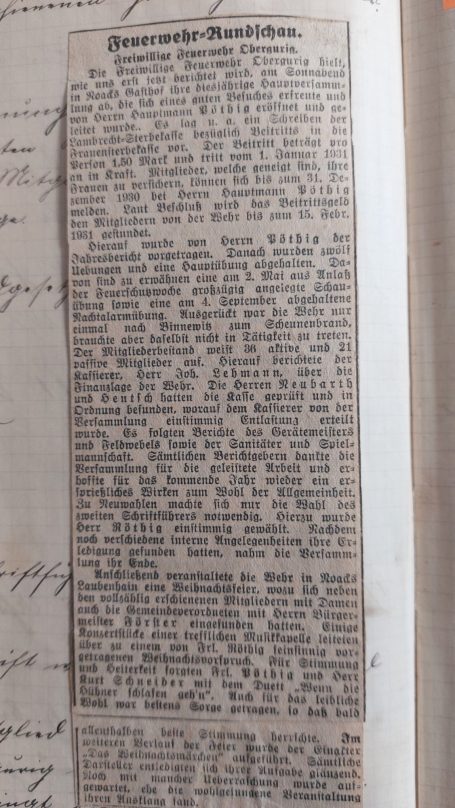 Feuerwehr-Rundschau.
Freiwillige Feuerwehr Obergurig.
Die Freiwillige Feuerwehr Obergurig hielt,
wie uns erst jetzt berichtet wird, am Sonnabend
in Noacks Gasthof ihre diesjährige Hauptversamm-
lung ab, die sich eines guten Besuches erfreute und
von Herrn Hauptmann Pöthig eröffnet und ge-
leitet wurde. Es lag u. a. ein Schreiben der
Lambrecht-Sterbekasse bezüglich Beitritts in die
Frauensterbekasse vor. Der Beitritt beträgt pro
Person 1,50 Mark und tritt vom 1. Januar 1931
an in Kraft. Mitglieder, welche geneigt sind, ihre
Frauen zu versichern, können sich bis zum 31. De-
zember 1930 bei Herrn Hauptmann Pöthig
melden. Laut Beschluß wird das Beitrittsgeld
den Mitgliedern von der Wehr bis zum 15. Febr.
1931 gestundet.
Hierauf wurde von Herrn Pöthig der
Jahresbericht vorgetragen. Danach wurden zwölf
Uebungen und eine Hauptübung abgehalten. Da-
von sind zu erwähnen eine am 2. Mai aus Anlaß
der Feuerschutzwoche großzügig angelegte Schau-
übung sowie eine am 4. September abgehaltene
Nachtalarmübung. Ausgerückt war die Wehr nur
einmal nach Binnewitz zum Scheunenbrand,
brauchte aber daselbst nicht in Tätigkeit zu treten.
Der Mitgliederbestand weist 36 aktive und 21
passive Mitglieder auf. Hierauf berichtete der
Kassierer, Herr Joh. Lehmann, über die
Finanzlage der Wehr. Die Herren Neubarth
und Hentsch hatten die Kasse geprüft und in
Ordnung befunden, worauf dem Kassierer von der
Versammlung einstimmig Entlastung erteilt
wurde. Es folgten Berichte des Gerätemeisters
und Feldwebels sowie der Sanitäter und Spiel-
mannschaft. Sämtlichen Berichtgebern dankte die
Versammlung für die geleistete Arbeit und er-
hoffte für das kommende Jahr wieder ein er-
sprießliches Wirken zum Wohl der Allgemeinheit.
Zu Neuwahlen machte sich nur die Wahl des
zweiten Schriftführers notwendig. Hierzu wurde
Herr Röthig einstimmig gewählt. Nachdem
noch verschiedene interne Angelegenheiten ihre Er-
ledigung gefunden hatten, nahm die Versamm-
lung ihr Ende.
Anschließend veranstaltete die Wehr in Noacks
Laubenhain eine Weihnachtsfeier, wozu sich neben
den vollzählig erschienenen Mitgliedern mit Damen
auch die Gemeindeverordneten mit Herrn Bürger-
meister Förster eingefunden hatten. Einige
Konzertstücke einer trefflichen Musikkapelle leiteten
über zu einem von Frl. Röthig feinsinnig vor-
getragenen Weihnachtsvorspruch. Für Stimmung
und Heiterkeit sorgten Frl. Pöthig und Herr
Kurt Schneider mit dem Duett „Wenn die
Hühner schlafen geh'n“. Auch für das leibliche
Wohl war bestens Sorge getragen, so daß bald
allenthalben beste Stimmung herrschte. Im
weiteren Verlauf der Feier wurde der Einakter
„Das Weihnachtsmärchen“ aufgeführt. Sämtliche
Darsteller entledigten sich ihrer Aufgabe glänzend.
Noch mit mancher Ueberraschung wurde auf-
gewartet, ehe die wohlgelungene Veranstaltung
ihren Ausklang fand.